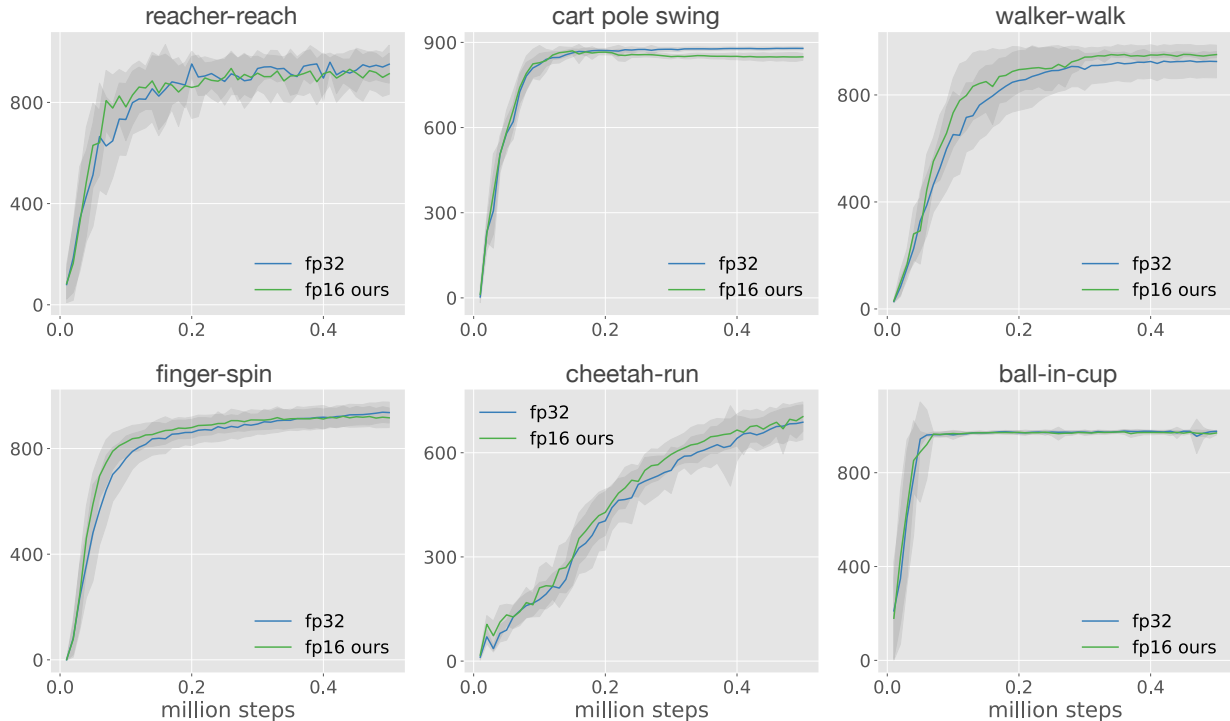 reacher-reach
cart pole swing
walker-walk
800
400
0
0.0
0.2
0.4
fp32
fp16 ours
900
600
300
0
0.0
0.2
0.4
fp32
fp16 ours
800
400
0
0.0
0.2
0.4
fp32
fp16 ours
finger-spin
cheetah-run
ball-in-cup
800
400
0
0.0
0.2
0.4
fp32
fp16 ours
million steps
600
300
0
0.0
0.2
0.4
fp32
fp16 ours
million steps
800
400
0
0.0
0.2
0.4
fp32
fp16 ours
million steps